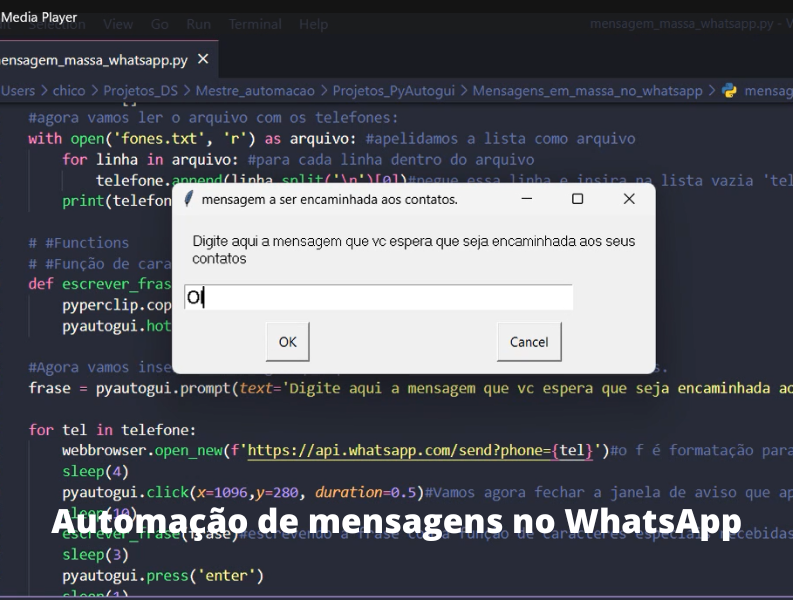 Media Player
Selection View Go Run Terminal Help mensagem_massa_whatsapp.py - V
ensagem_massa_whatsapp.py ✕
Users > chico > Projetos_DS > Mestre_automacao > Projetos_PyAutogui > Mensagens_em_massa_no_whatsapp > mensag
#agora vamos ler o arquivo com os telefones:
with open('fones.txt', 'r') as arquivo: #apelidamos a lista como arquivo
for linha in arquivo: #para cada linha dentro do arquivo
telefone.append(linha.split('\n')[0])#pegue essa linha e insira na lista vazia 'tel
print(telefon
mensagem a ser encaminhada aos contatos.
Digite aqui a mensagem que vc espera que seja encaminhada aos seus
contatos
Ol
OK Cancel
# #Functions
# #Função de cara
def escrever_fras
pyperclip.cop
pyautogui.hot
#Agora vamos inse
frase = pyautogui.prompt(text='Digite aqui a mensagem que vc espera que seja encaminhada ao
for tel in telefone:
webbrowser.open_new(f'https://api.whatsapp.com/send?phone={tel}')#o f é formatação para
sleep(4)
pyautogui.click(x=1096,y=280, duration=0.5)#Vamos agora fechar a janela de aviso que ap
sleep(10)
Automação de mensagens no WhatsApp
escrever_frase(frase)#escrevendo a frase com a função de caracteres especiais recebidas
sleep(3)
pyautogui.press('enter')
sleep(1)